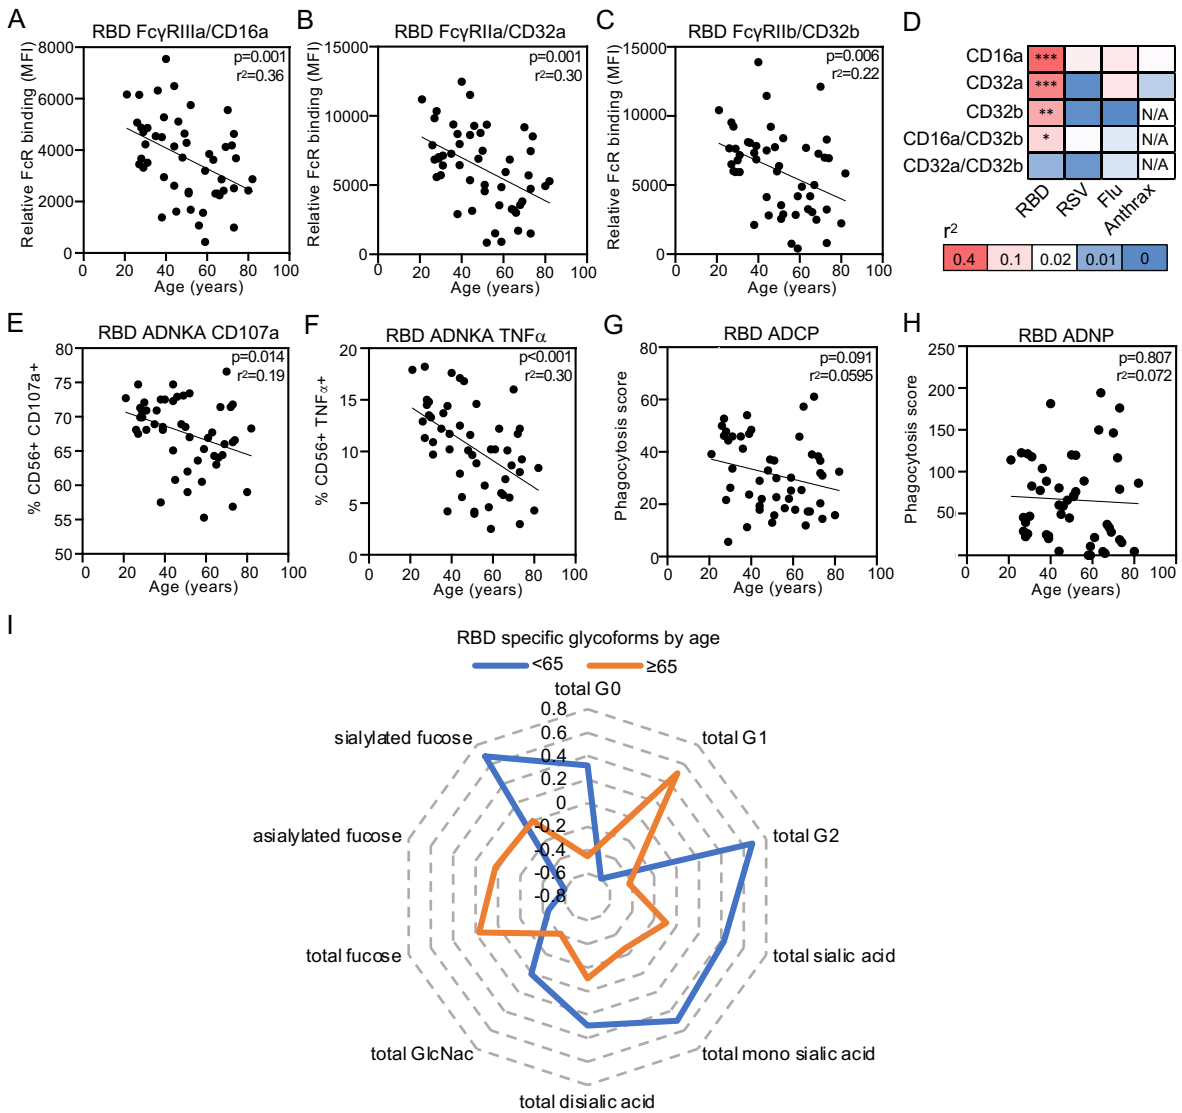 A
RBD FcγRIIIa/CD16a
p=0.001
r²=0.36
Relative FcR binding (MFI)
8000
6000
4000
2000
0
0 20 40 60 80 100
Age (years)
B
RBD FcγRIIa/CD32a
p=0.001
r²=0.30
Relative FcR binding (MFI)
15000
10000
5000
0
0 20 40 60 80 100
Age (years)
C
RBD FcγRIIb/CD32b
p=0.006
r²=0.22
Relative FcR binding (MFI)
15000
10000
5000
0
0 20 40 60 80 100
Age (years)
D
CD16a ***
CD32a ***
CD32b ** N/A
CD16a/CD32b * N/A
CD32a/CD32b N/A
RBD RSV Flu Anthrax
r²
0.4 0.1 0.02 0.01 0
E
RBD ADNKA CD107a
p=0.014
r²=0.19
% CD56+ CD107a+
80
75
70
65
60
55
50
0 20 40 60 80 100
Age (years)
F
RBD ADNKA TNFα
p<0.001
r²=0.30
% CD56+ TNFα+
20
15
10
5
0
0 20 40 60 80 100
Age (years)
G
RBD ADCP
p=0.091
r²=0.0595
Phagocytosis score
80
60
40
20
0
0 20 40 60 80 100
Age (years)
H
RBD ADNP
p=0.807
r²=0.072
Phagocytosis score
250
200
150
100
50
0
0 20 40 60 80 100
Age (years)
I
RBD specific glycoforms by age
<65 ≥65
total G0
total G1
total G2
total sialic acid
total mono sialic acid
total disialic acid
total GlcNac
total fucose
asialylated fucose
sialylated fucose
0.8
0.6
0.4
0.2
0
-0.2
-0.4
-0.6
-0.8